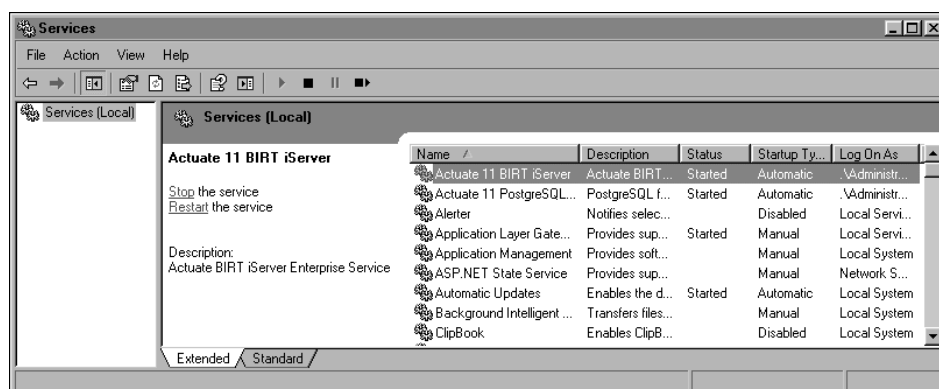 Services
File Action View Help
Services (Local)
Services (Local)
Actuate 11 BIRT iServer
Stop the service
Restart the service
Description:
Actuate BIRT iServer Enterprise Service
Name Description Status Startup Ty... Log On As
Actuate 11 BIRT iServer Actuate BIRT... Started Automatic .\Administr...
Actuate 11 PostgreSQL... PostgreSQL f... Started Automatic .\Administr...
Alerter Notifies selec... Disabled Local Servi...
Application Layer Gate... Provides sup... Started Manual Local Servi...
Application Management Provides soft... Manual Local System
ASP.NET State Service Provides sup... Manual Network S...
Automatic Updates Enables the d... Started Automatic Local System
Background Intelligent ... Transfers files... Manual Local System
ClipBook Enables ClipB... Disabled Local System
Extended Standard